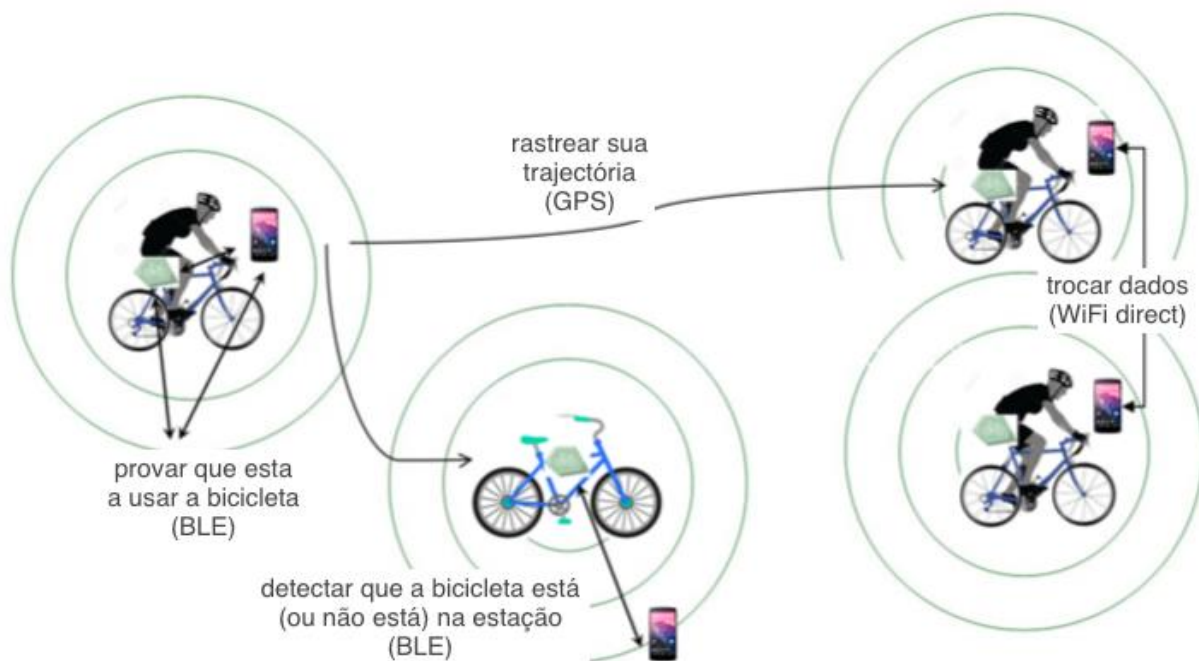 rastrear sua
trajectória
(GPS)
trocar dados
(WiFi direct)
provar que esta
a usar a bicicleta
(BLE)
detectar que a bicicleta está
(ou não está) na estação
(BLE)